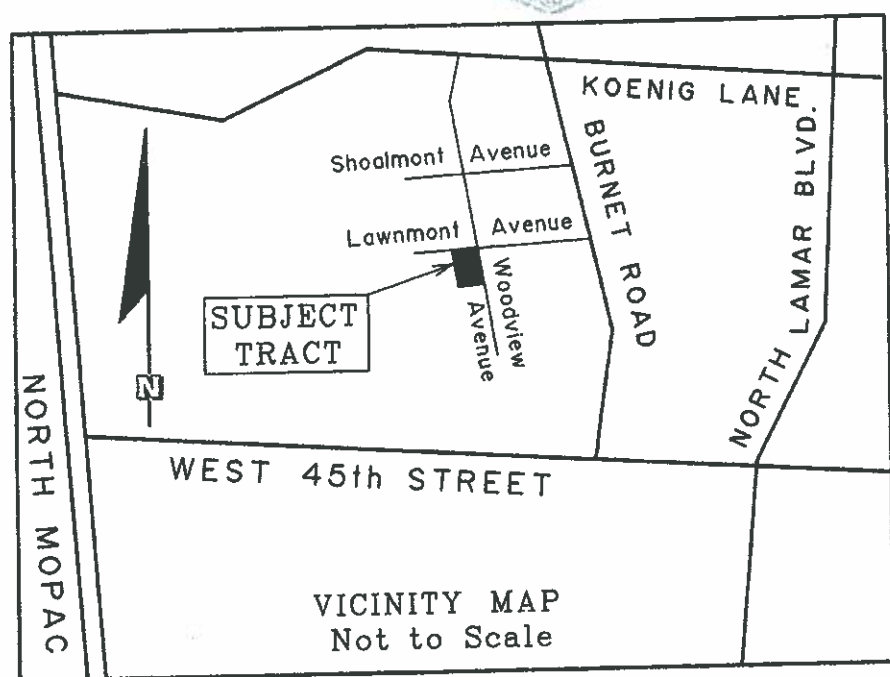 KOENIG LANE
BURNET ROAD
NORTH LAMAR BLVD.
Shoalmont Avenue
Lawnmont Avenue
Woodview
Avenue
SUBJECT
TRACT
N
NORTH MOPAC
WEST 45th STREET
VICINITY MAP
Not to Scale